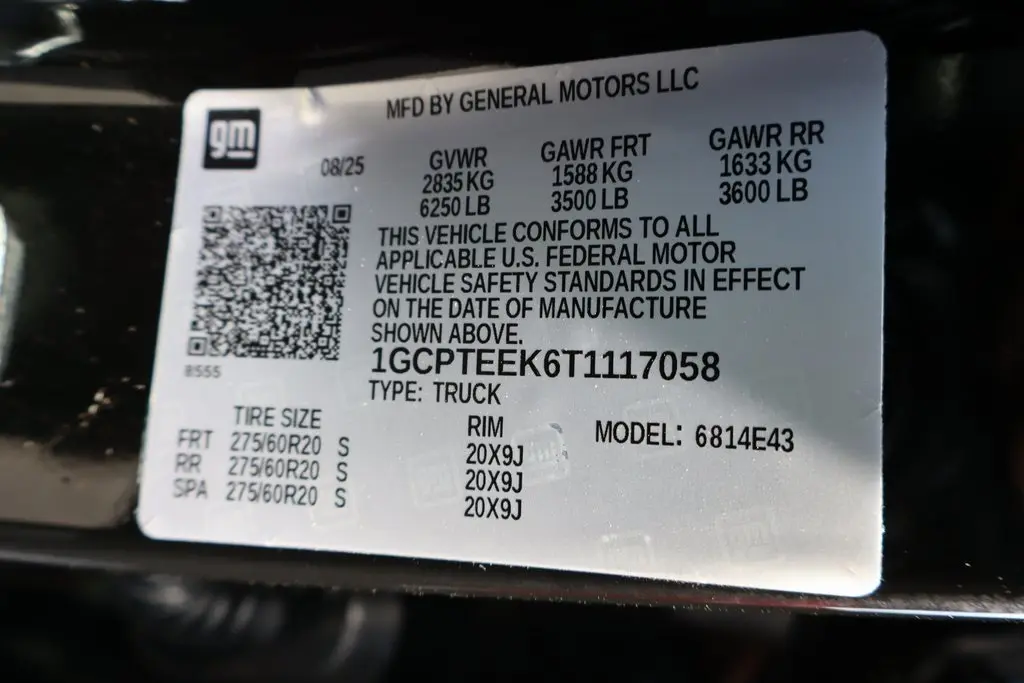 MFD BY GENERAL MOTORS LLC
gm
08/25
GVWR GAWR FRT GAWR RR
2835 KG 1588 KG 1633 KG
6250 LB 3500 LB 3600 LB
THIS VEHICLE CONFORMS TO ALL
APPLICABLE U.S. FEDERAL MOTOR
VEHICLE SAFETY STANDARDS IN EFFECT
ON THE DATE OF MANUFACTURE
SHOWN ABOVE.
8555
1GCPTEEK6T1117058
TYPE: TRUCK
TIRE SIZE RIM MODEL: 6814E43
FRT 275/60R20 S 20X9J
RR 275/60R20 S 20X9J
SPA 275/60R20 S 20X9J